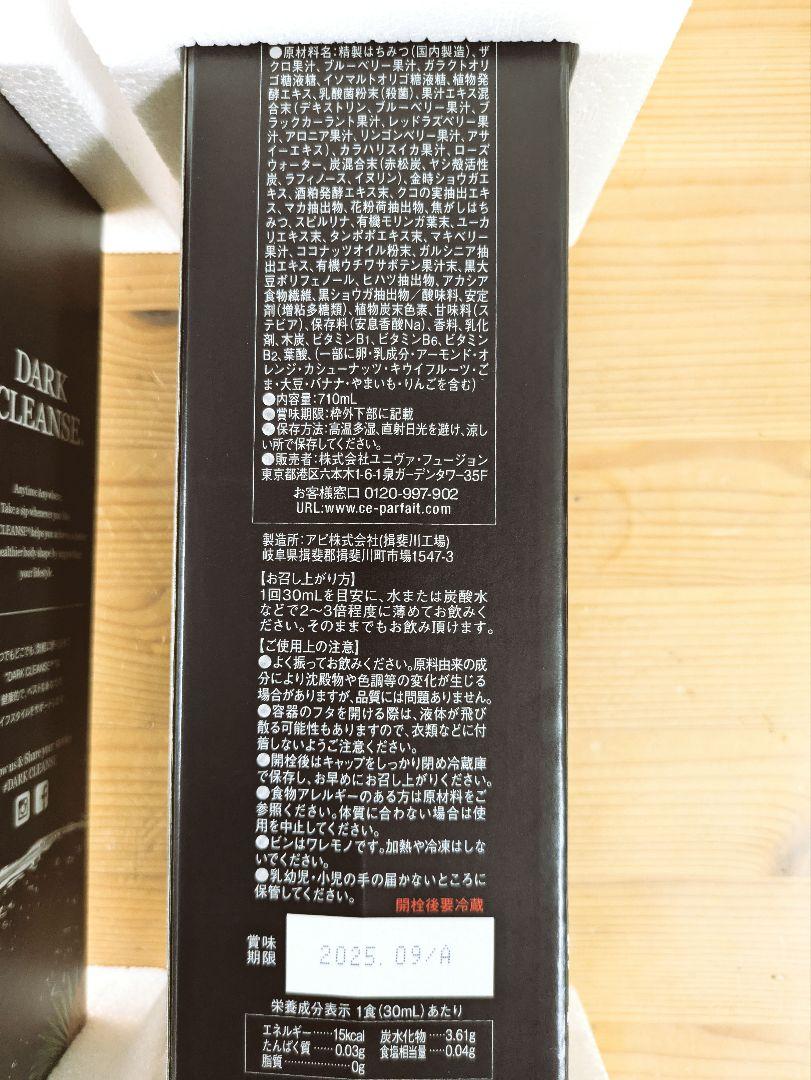 ●原材料名:精製はちみつ(国内製造)、ザ
クロ果汁、ブルーベリー果汁、ガラクトオリ
ゴ糖液糖、イソマルトオリゴ糖液糖、植物発
酵エキス、乳酸菌粉末(殺菌)、果汁エキス混
合末(デキストリン、ブルーベリー果汁、ブ
ラックカーラント果汁、レッドラズベリー果
汁、アロニア果汁、リンゴンベリー果汁、アサ
イーエキス)、カラハリスイカ果汁、ローズ
ウォーター、炭混合末(赤松炭、ヤシ殻活性
炭、ラフィノース、イヌリン)、金時ショウガエ
キス、酒粕発酵エキス末、クコの実抽出エキ
ス、マカ抽出物、花粉荷抽出物、焦がしはち
みつ、スピルリナ、有機モリンガ葉末、ユーカ
リエキス末、タンポポエキス末、マキベリー
果汁、ココナッツオイル粉末、ガルシニア抽
出エキス、有機ウチワサボテン果汁末、黒大
豆ポリフェノール、ヒハツ抽出物、アカシア
食物繊維、黒ショウガ抽出物/酸味料、安定
剤(増粘多糖類)、植物炭末色素、甘味料(ス
テビア)、保存料(安息香酸Na)、香料、乳化
剤、木炭、ビタミンB1、ビタミンB6、ビタミン
B2、葉酸、(一部に卵・乳成分・アーモンド・オ
レンジ・カシューナッツ・キウイフルーツ・ご
ま・大豆・バナナ・やまいも・りんごを含む)
●内容量:710mL
●賞味期限:枠外下部に記載
●保存方法:高温多湿、直射日光を避け、涼し
い所で保存してください。
●販売者:株式会社ユニヴァ・フュージョン
東京都港区六本木1-6-1泉ガーデンタワー35F
お客様窓口 0120-997-902
URL:www.ce-parfait.com
製造所:アピ株式会社(揖斐川工場)
岐阜県揖斐郡揖斐川町市場1547-3
【お召し上がり方】
1回30mLを目安に、水または炭酸水
などで2〜3倍程度に薄めてお飲みく
ださい。そのままでもお飲み頂けます。
【ご使用上の注意】
●よく振ってお飲みください。原料由来の成
分により沈殿物や色調等の変化が生じる
場合がありますが、品質には問題ありません。
●容器のフタを開ける際は、液体が飛び
散る可能性もありますので、衣類などに付
着しないようご注意ください。
●開栓後はキャップをしっかり閉め冷蔵庫
で保存し、お早めにお召し上がりください。
●食物アレルギーのある方は原材料をご
参照ください。体質に合わない場合は使
用を中止してください。
●ビンはワレモノです。加熱や冷凍はしな
いでください。
●乳幼児・小児の手の届かないところに
保管してください。
開栓後要冷蔵
賞味
期限
2025.09/A
栄養成分表示 1食(30mL)あたり
エネルギー……15kcal 炭水化物……3.61g
たんぱく質……0.03g 食塩相当量……0.04g
脂質……0g
DARK
CLEANSE.
Anytime Anywhere
Take a sip whenever you
CLEANSE" helps you
your lifestyle.
"DARK CLEANSE"
#DARK CLEANSE